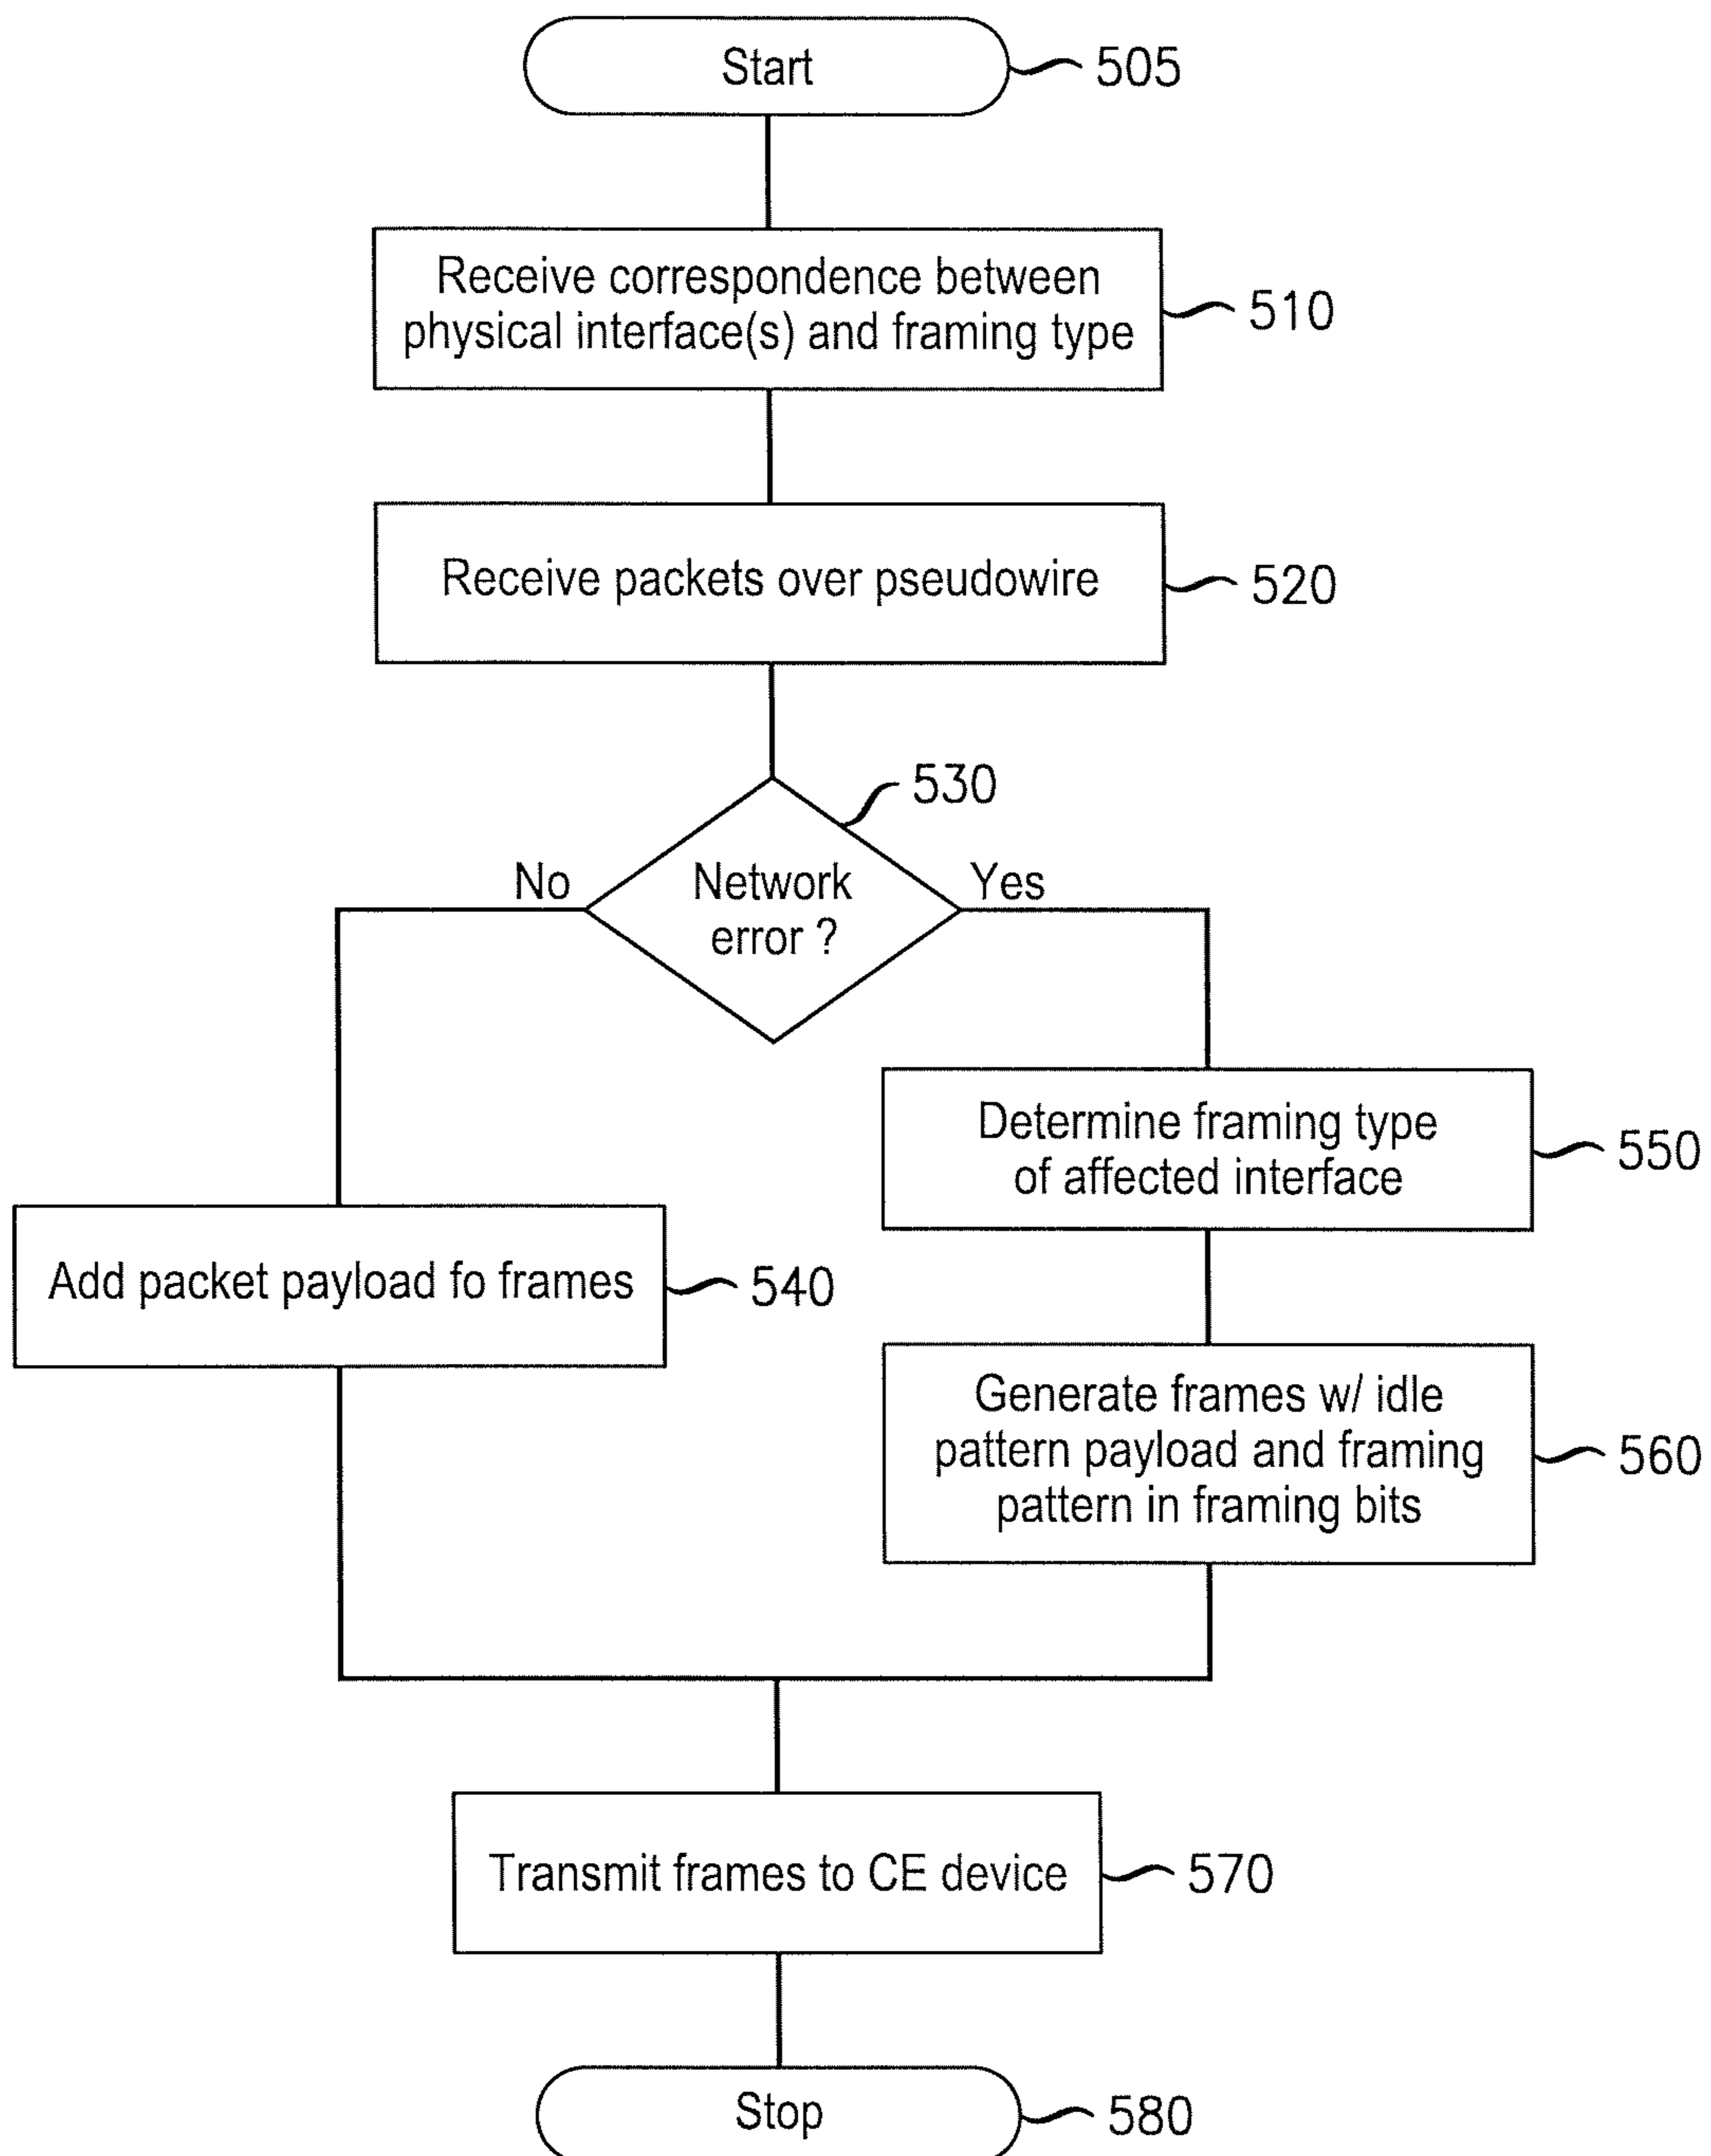 Start
505
Receive correspondence between
physical interface(s) and framing type
510
Receive packets over pseudowire
520
530
No
Network
error ?
Yes
Determine framing type
of affected interface
550
Add packet payload fo frames
540
Generate frames w/ idle
pattern payload and framing
pattern in framing bits
560
Transmit frames to CE device
570
Stop
580